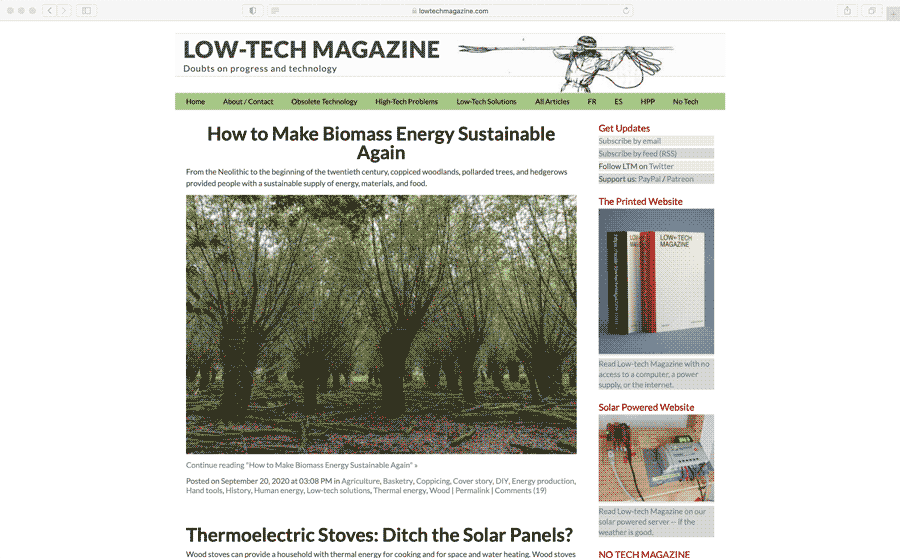 lowtechmagazine.com
LOW-TECH MAGAZINE
Doubts on progress and technology
Home About / Contact Obsolete Technology High-Tech Problems Low-Tech Solutions All Articles FR ES HPP No Tech
How to Make Biomass Energy Sustainable
Again
From the Neolithic to the beginning of the twentieth century, coppiced woodlands, pollarded trees, and hedgerows
provided people with a sustainable supply of energy, materials, and food.
Continue reading "How to Make Biomass Energy Sustainable Again" »
Posted on September 20, 2020 at 03:08 PM in Agriculture, Basketry, Coppicing, Cover story, DIY, Energy production,
Hand tools, History, Human energy, Low-tech solutions, Thermal energy, Wood | Permalink | Comments (19)
Thermoelectric Stoves: Ditch the Solar Panels?
Wood stoves can provide a household with thermal energy for cooking and for space and water heating. Wood stoves
Get Updates
Subscribe by email
Subscribe by feed (RSS)
Follow LTM on Twitter
Support us: PayPal / Patreon
The Printed Website
LOW-TECH
MAGAZINE
Read Low-tech Magazine with no
access to a computer, a power
supply, or the internet.
Solar Powered Website
Read Low-tech Magazine on our
solar powered server -- if the
weather is good.
NO TECH MAGAZINE